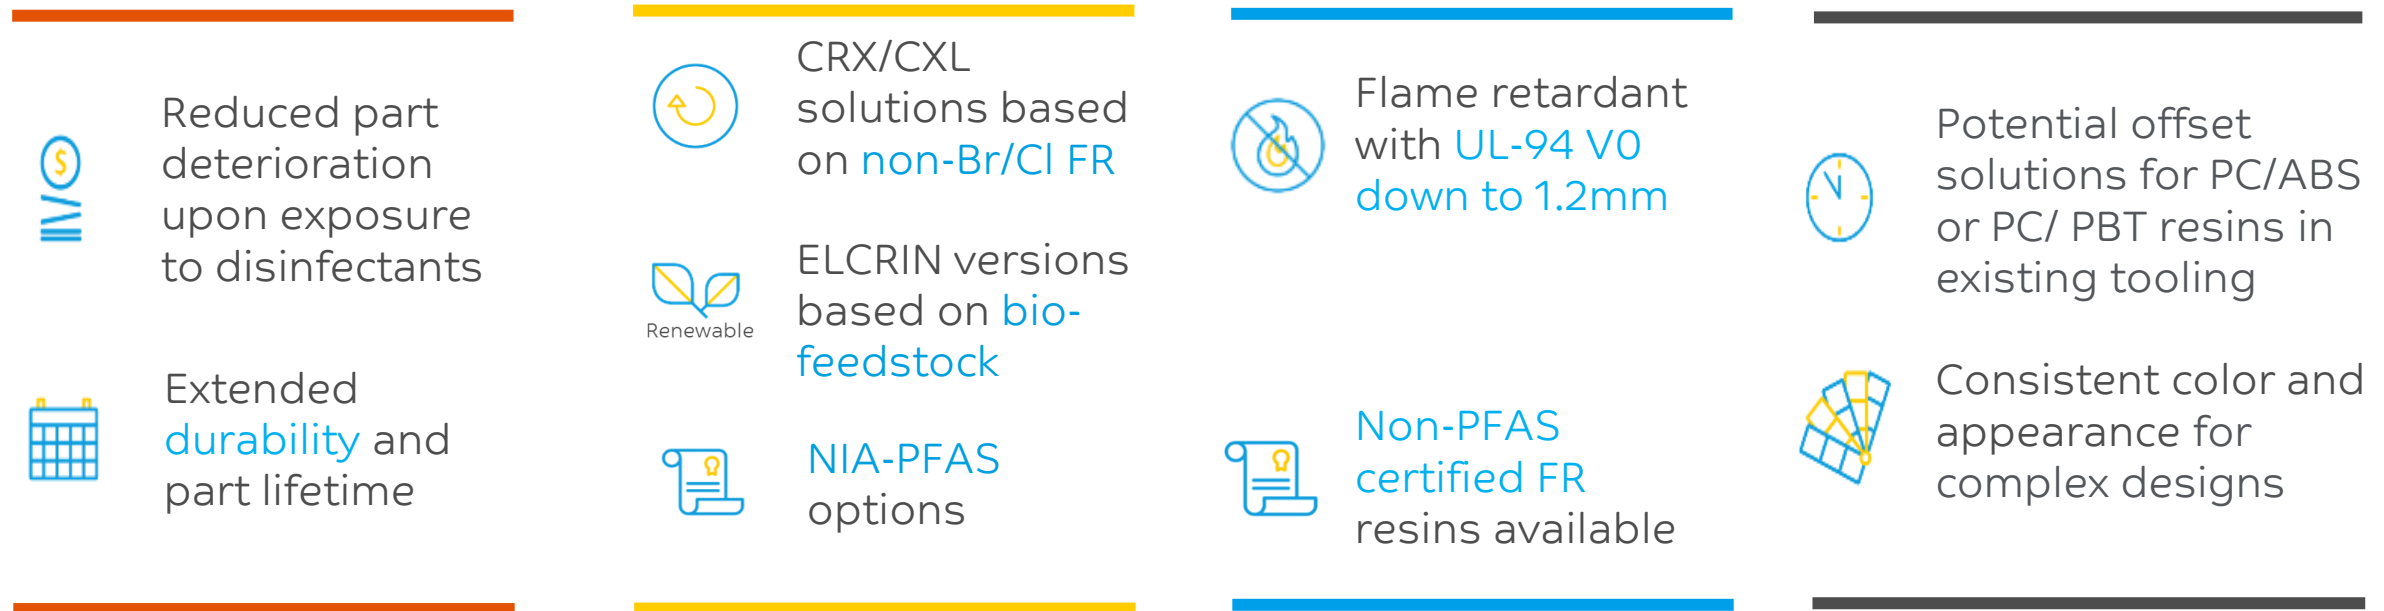 Reduced part
deterioration
upon exposure
to disinfectants
Extended
durability and
part lifetime
CRX/CXL
solutions based
on non-Br/Cl FR
Renewable
ELCRIN versions
based on bio-
feedstock
NIA-PFAS
options
Flame retardant
with UL-94 V0
down to 1.2mm
Non-PFAS
certified FR
resins available
Potential offset
solutions for PC/ABS
or PC/ PBT resins in
existing tooling
Consistent color and
appearance for
complex designs